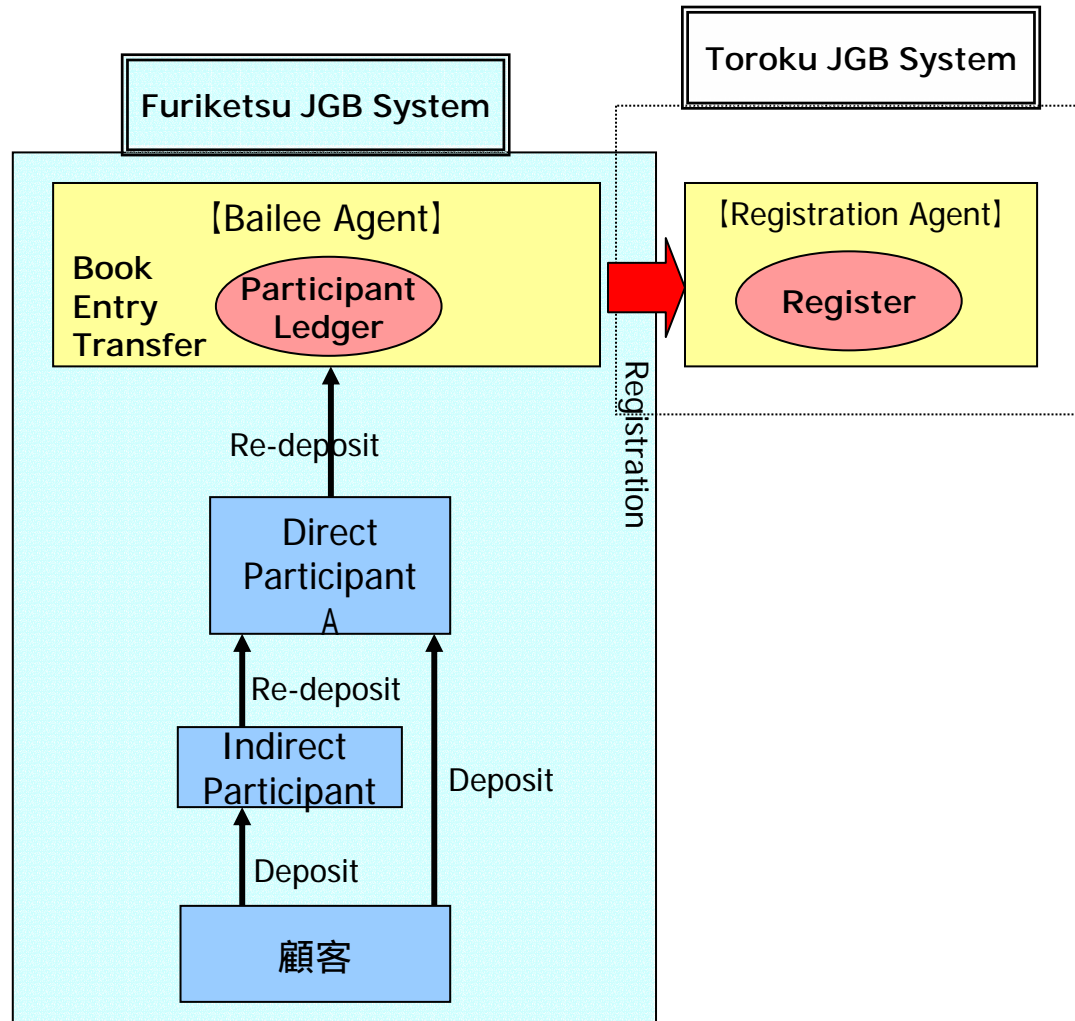 Toroku JGB System
Furiketsu JGB System
【Bailee Agent】
Book
Entry
Transfer
Participant
Ledger
【Registration Agent】
Register
Registration
Re-deposit
Direct
Participant
A
Re-deposit
Indirect
Participant
Deposit
Deposit
顧客